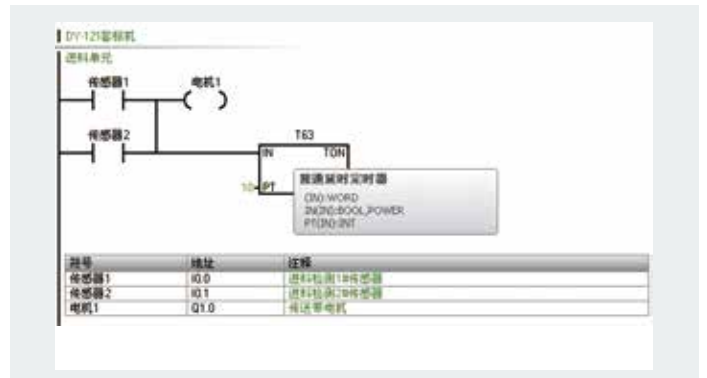 DY-12S套标机
进料单元
传感器1 电机1
传感器2
T63
IN TON
10 PT
接通延时定时器
(IN):WORD
IN(IN):BOOL,POWER
PT(IN):INT
符号 地址 注释
传感器1 I0.0 进料检测1#传感器
传感器2 I0.1 进料检测2#传感器
电机1 Q1.0 传送带电机